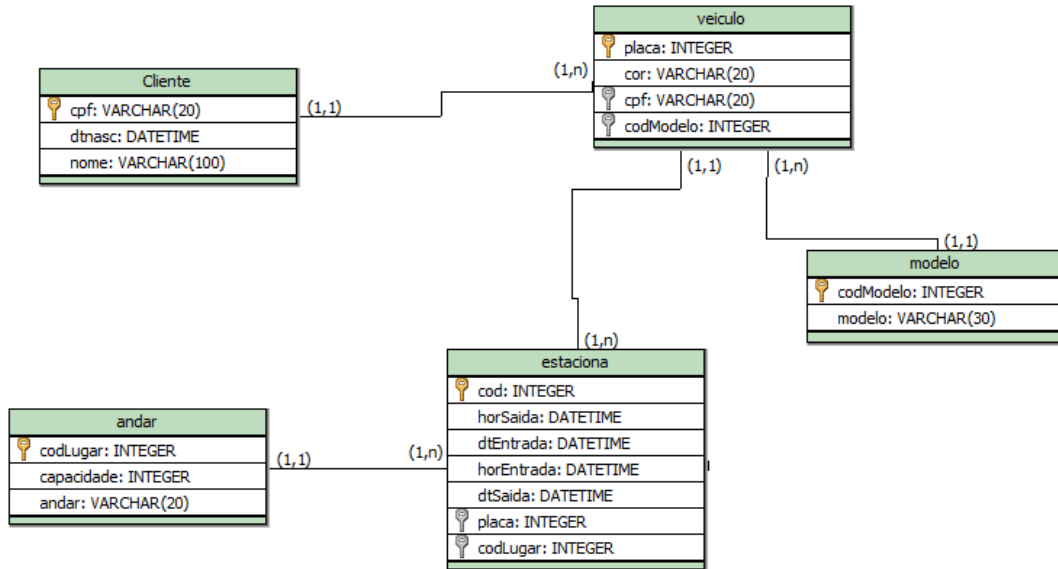 veiculo
placa: INTEGER
cor: VARCHAR(20)
cpf: VARCHAR(20)
codModelo: INTEGER
Cliente
cpf: VARCHAR(20)
dtnasc: DATETIME
nome: VARCHAR(100)
(1,1)
(1,n)
(1,1)
(1,n)
(1,1)
modelo
codModelo: INTEGER
modelo: VARCHAR(30)
(1,n)
estaciona
cod: INTEGER
horSaida: DATETIME
dtEntrada: DATETIME
horEntrada: DATETIME
dtSaida: DATETIME
placa: INTEGER
codLugar: INTEGER
andar
codLugar: INTEGER
capacidade: INTEGER
andar: VARCHAR(20)
(1,1)
(1,n)